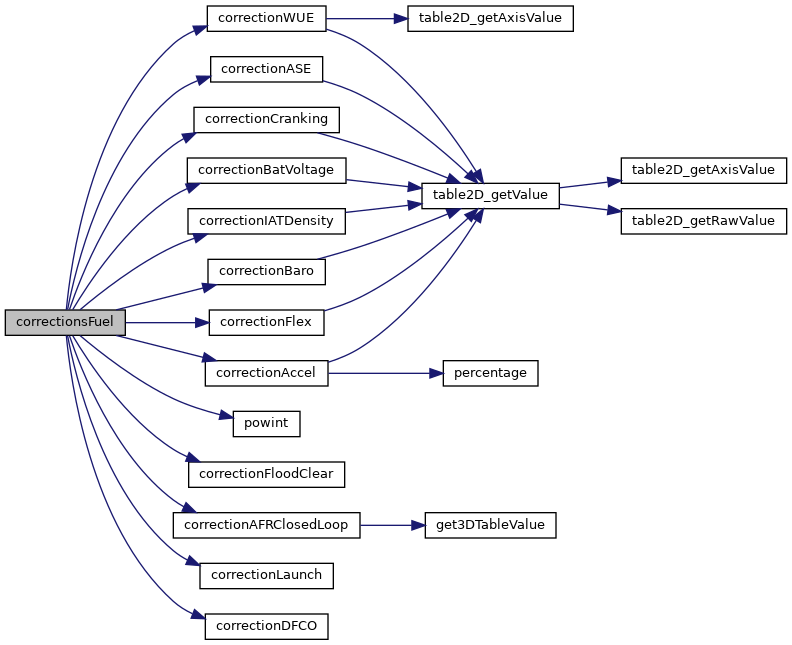 correctionWUE
table2D_getAxisValue
correctionASE
correctionCranking
correctionBatVoltage
table2D_getAxisValue
table2D_getValue
correctionIATDensity
table2D_getRawValue
correctionBaro
correctionsFuel
correctionFlex
correctionAccel
percentage
powint
correctionFloodClear
correctionAFRClosedLoop
get3DTableValue
correctionLaunch
correctionDFCO